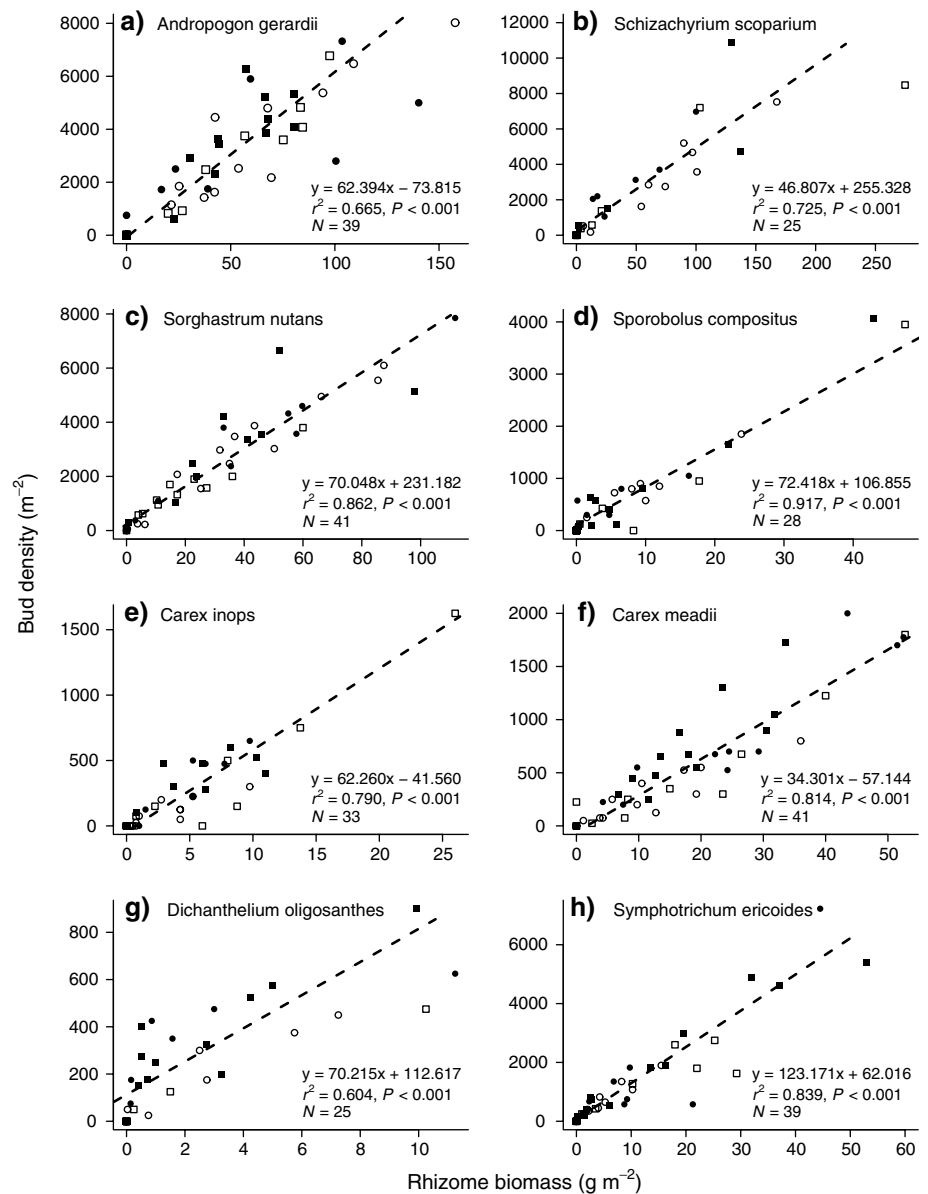 a) Andropogon gerardii
8000
6000
4000
2000
0
0 50 100 150
y = 62.394x − 73.815
r² = 0.665, P < 0.001
N = 39
b) Schizachyrium scoparium
12000
10000
8000
6000
4000
2000
0
0 50 100 150 200 250
y = 46.807x + 255.328
r² = 0.725, P < 0.001
N = 25
c) Sorghastrum nutans
8000
6000
4000
2000
0
0 20 40 60 80 100
y = 70.048x + 231.182
r² = 0.862, P < 0.001
N = 41
d) Sporobolus compositus
4000
3000
2000
1000
0
0 10 20 30 40
y = 72.418x + 106.855
r² = 0.917, P < 0.001
N = 28
e) Carex inops
1500
1000
500
0
0 5 10 15 20 25
y = 62.260x − 41.560
r² = 0.790, P < 0.001
N = 33
f) Carex meadii
2000
1500
1000
500
0
0 10 20 30 40 50
y = 34.301x − 57.144
r² = 0.814, P < 0.001
N = 41
g) Dichanthelium oligosanthes
800
600
400
200
0
0 2 4 6 8 10
y = 70.215x + 112.617
r² = 0.604, P < 0.001
N = 25
h) Symphotrichum ericoides
6000
4000
2000
0
0 10 20 30 40 50 60
y = 123.171x + 62.016
r² = 0.839, P < 0.001
N = 39
Bud density (m⁻²)
Rhizome biomass (g m⁻²)